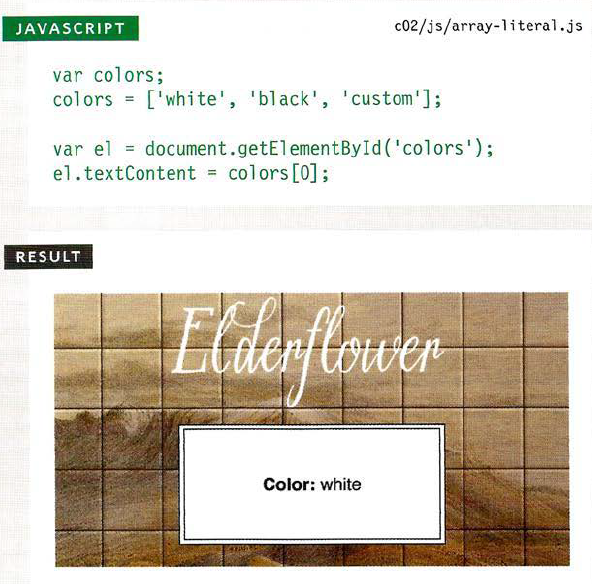 JAVASCRIPT
c02/js/array-literal.js
var colors;
colors = ['white', 'black', 'custom'];
var el = document.getElementById('colors');
el.textContent = colors[0];
RESULT
Elderflower
Color: white